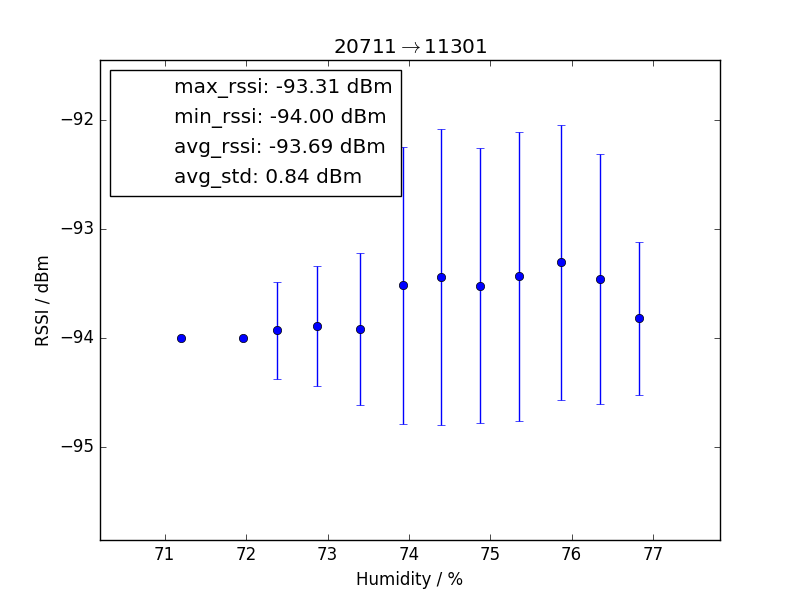 20711→11301
max_rssi: -93.31 dBm
min_rssi: -94.00 dBm
avg_rssi: -93.69 dBm
avg_std: 0.84 dBm
RSSI / dBm
−92
−93
−94
−95
71 72 73 74 75 76 77
Humidity / %